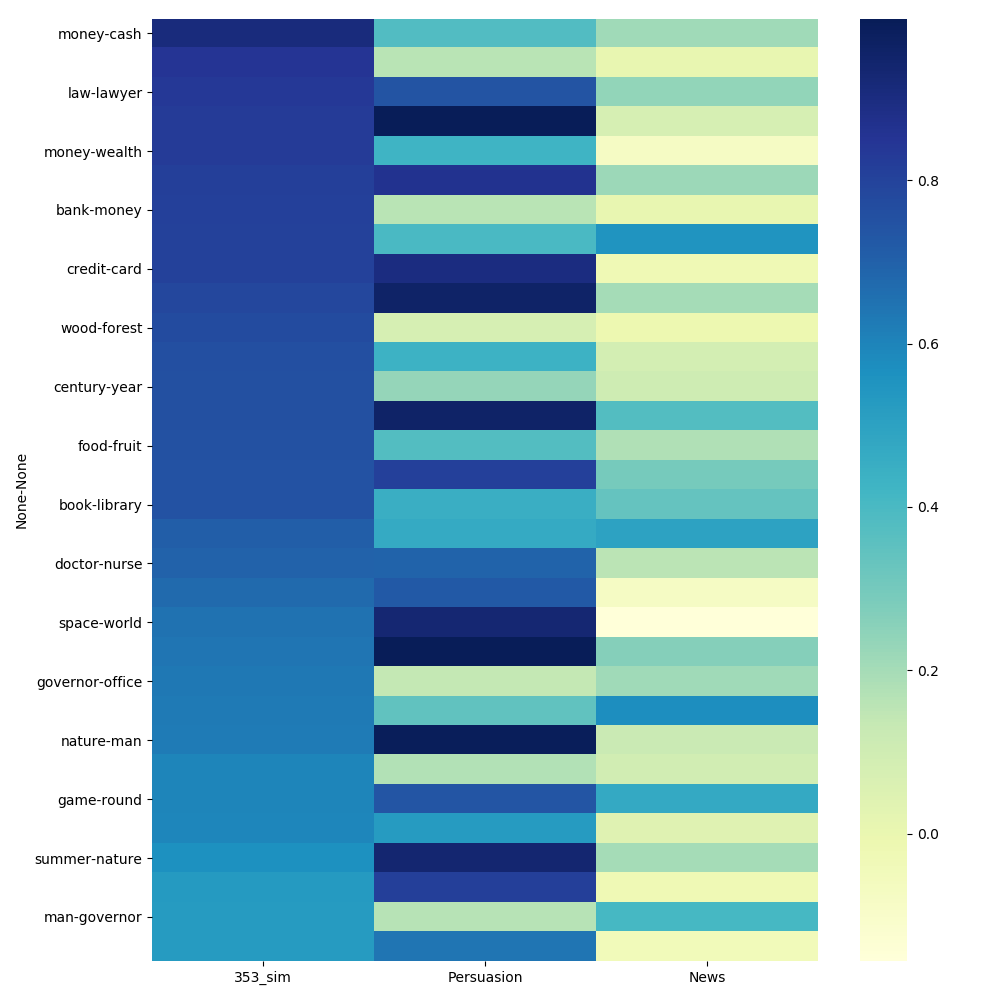 money-cash
law-lawyer
money-wealth
bank-money
credit-card
wood-forest
century-year
food-fruit
book-library
doctor-nurse
space-world
governor-office
nature-man
game-round
summer-nature
man-governor
None-None
353_sim
Persuasion
News
0.8
0.6
0.4
0.2
0.0